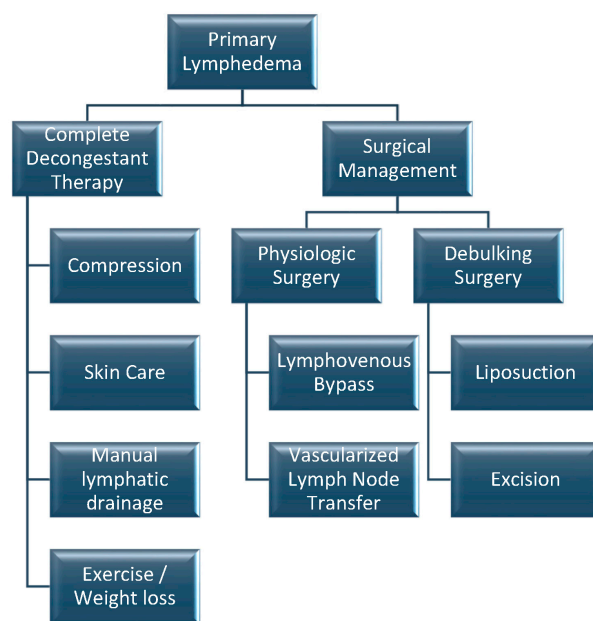 Primary
Lymphedema
Complete
Decongestant
Therapy
Surgical
Management
Compression
Skin Care
Manual
lymphatic
drainage
Exercise /
Weight loss
Physiologic
Surgery
Lymphovenous
Bypass
Vascularized
Lymph Node
Transfer
Debulking
Surgery
Liposuction
Excision